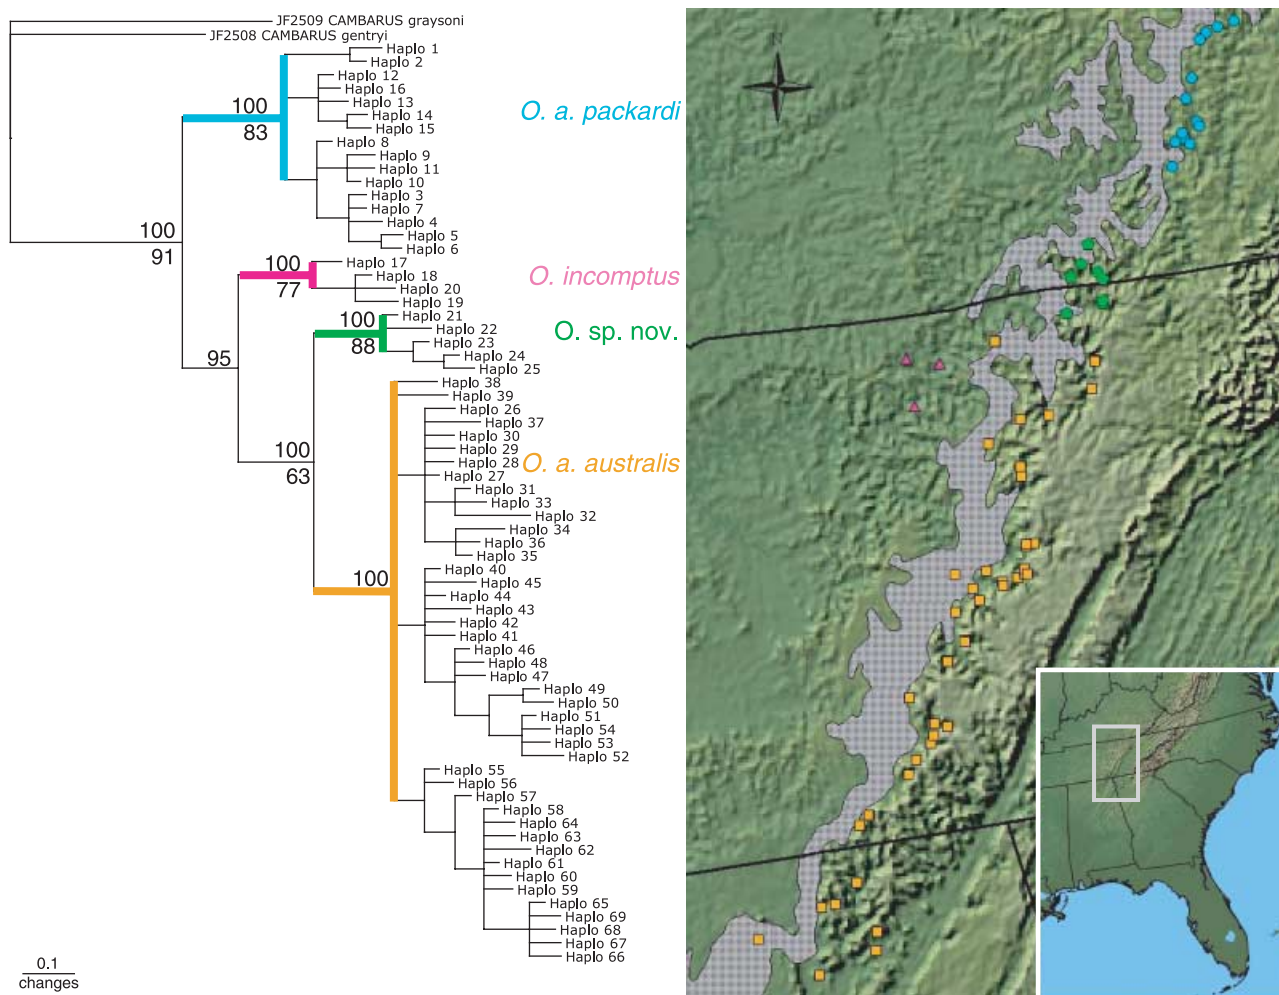 JF2509 CAMBARUS graysoni
JF2508 CAMBARUS gentryi
Haplo 1
Haplo 2
Haplo 12
Haplo 16
Haplo 13
Haplo 14
Haplo 15
Haplo 8
Haplo 9
Haplo 11
Haplo 10
Haplo 3
Haplo 7
Haplo 4
Haplo 5
Haplo 6
100
83
O. a. packardi
100
91
Haplo 17
Haplo 18
Haplo 20
Haplo 19
100
77
O. incomptus
Haplo 21
Haplo 22
Haplo 23
Haplo 24
Haplo 25
100
88
O. sp. nov.
95
100
63
Haplo 38
Haplo 39
Haplo 26
Haplo 37
Haplo 30
Haplo 29
Haplo 28
Haplo 27
O. a. australis
Haplo 31
Haplo 33
Haplo 32
Haplo 34
Haplo 36
Haplo 35
100
Haplo 40
Haplo 45
Haplo 44
Haplo 43
Haplo 42
Haplo 41
Haplo 46
Haplo 48
Haplo 47
Haplo 49
Haplo 50
Haplo 51
Haplo 54
Haplo 53
Haplo 52
Haplo 55
Haplo 56
Haplo 57
Haplo 58
Haplo 64
Haplo 63
Haplo 62
Haplo 61
Haplo 60
Haplo 59
Haplo 65
Haplo 69
Haplo 68
Haplo 67
Haplo 66
0.1
changes
N